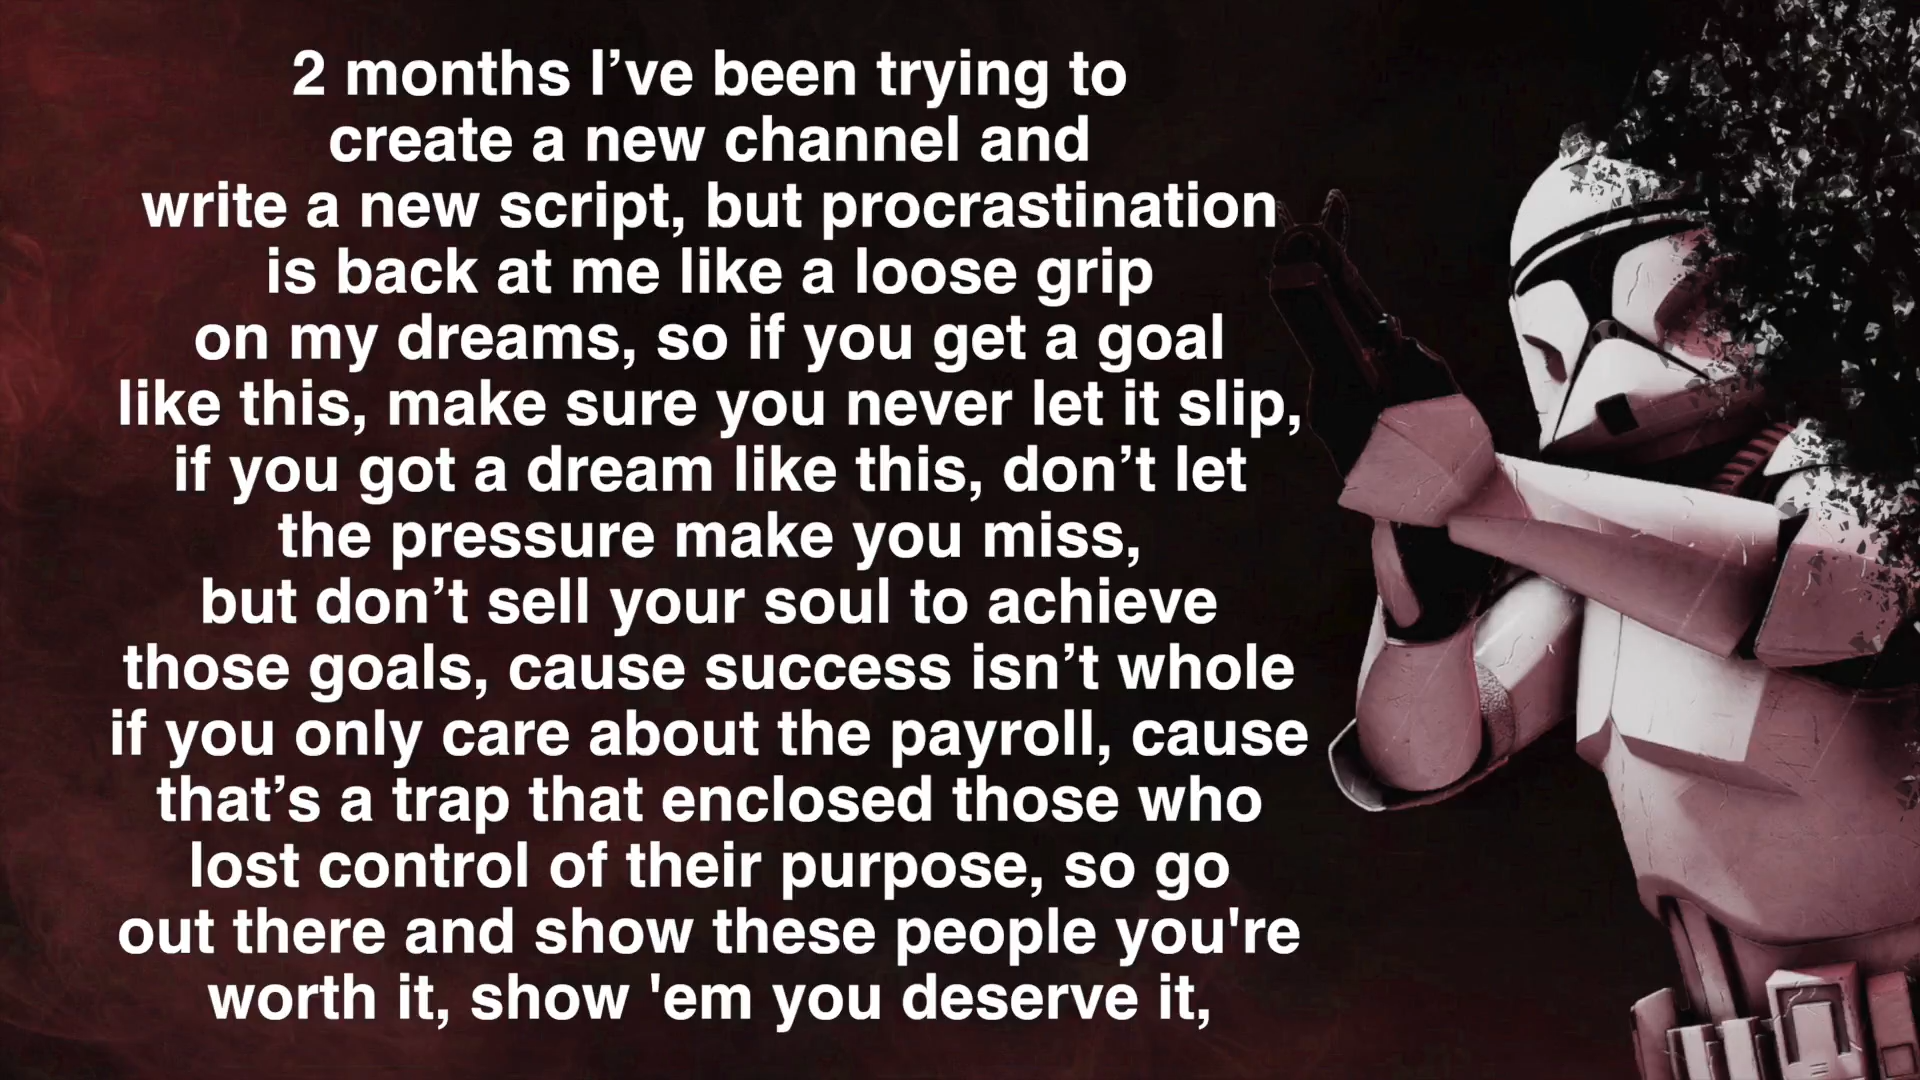 2 months I’ve been trying to
create a new channel and
write a new script, but procrastination
is back at me like a loose grip
on my dreams, so if you get a goal
like this, make sure you never let it slip,
if you got a dream like this, don’t let
the pressure make you miss,
but don’t sell your soul to achieve
those goals, cause success isn’t whole
if you only care about the payroll, cause
that’s a trap that enclosed those who
lost control of their purpose, so go
out there and show these people you're
worth it, show 'em you deserve it,